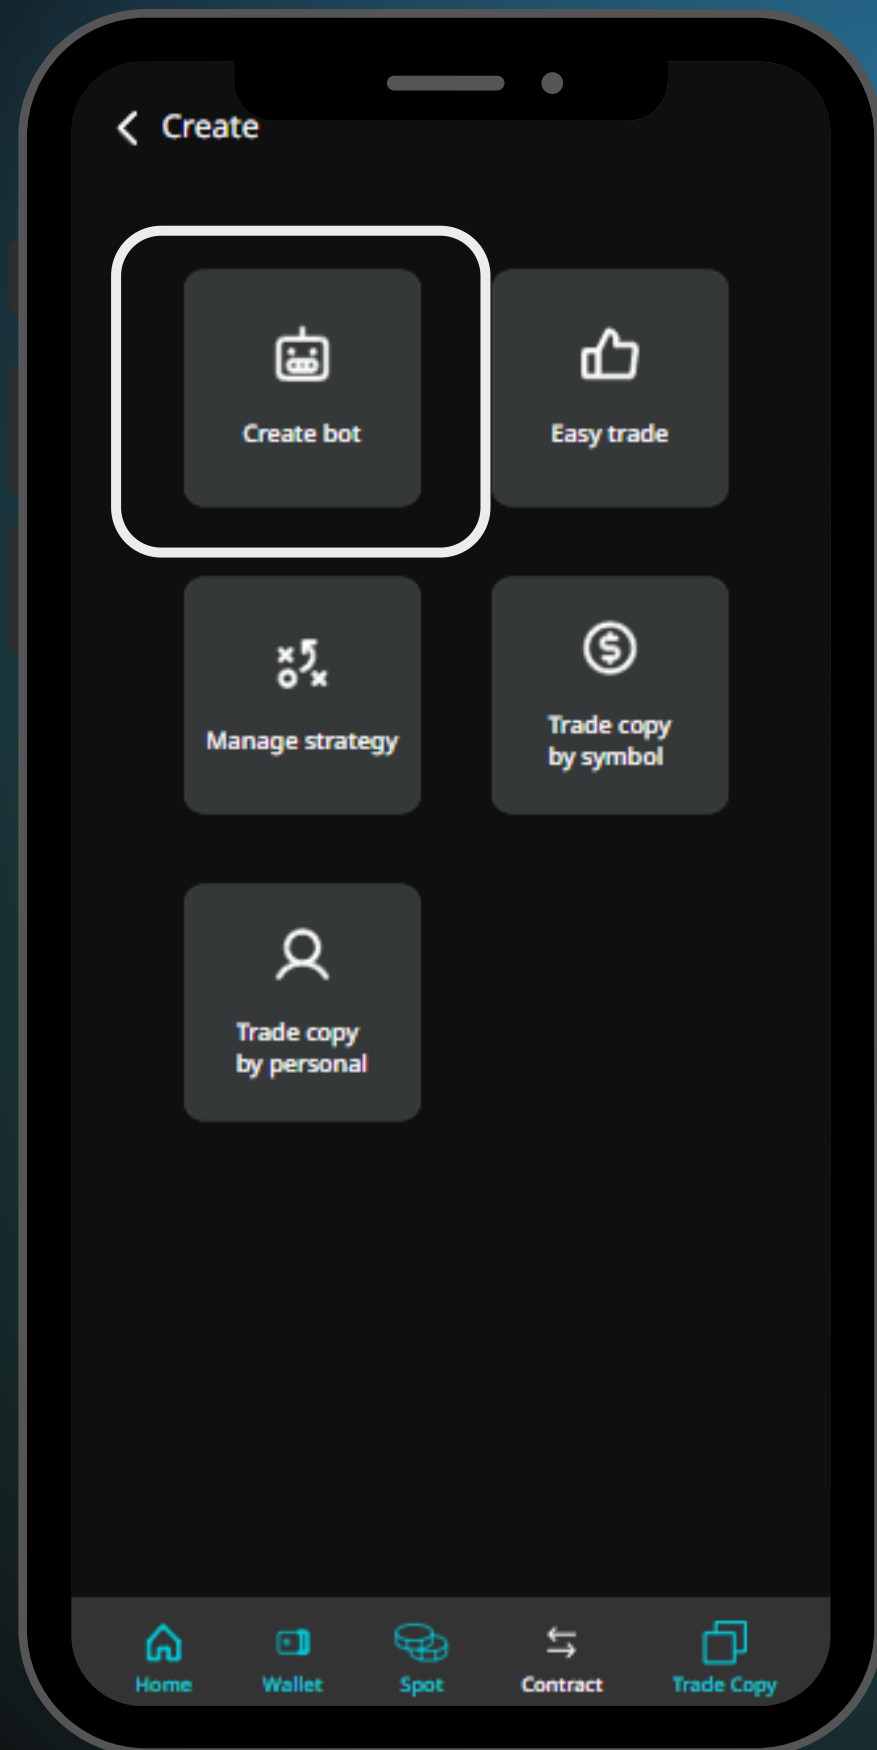 Create
Create bot
Easy trade
Manage strategy
Trade copy
by symbol
Trade copy
by personal
Home
Wallet
Spot
Contract
Trade Copy